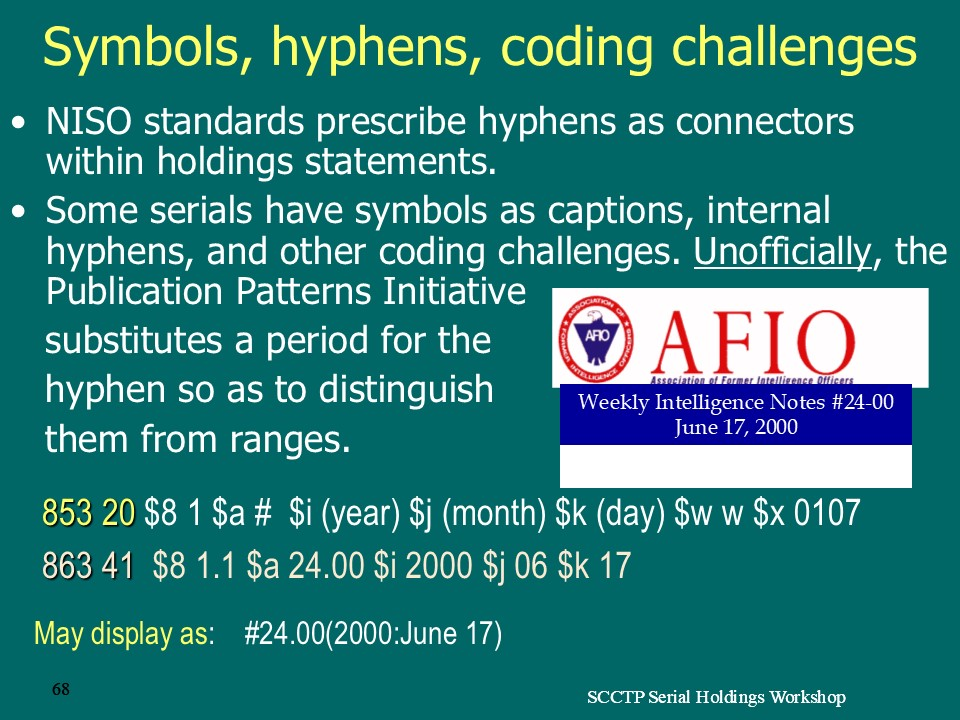 Symbols, hyphens, coding challenges
• NISO standards prescribe hyphens as connectors
within holdings statements.
• Some serials have symbols as captions, internal
hyphens, and other coding challenges. Unofficially, the
Publication Patterns Initiative
substitutes a period for the
hyphen so as to distinguish
them from ranges.
ASSOCIATION OF
FORMER INTELLIGENCE OFFICERS
AFIO
AFIO
Association of Former Intelligence Officers
Weekly Intelligence Notes #24-00
June 17, 2000
853 20 $8 1 $a # $i (year) $j (month) $k (day) $w w $x 0107
863 41 $8 1.1 $a 24.00 $i 2000 $j 06 $k 17
May display as: #24.00(2000:June 17)
68
SCCTP Serial Holdings Workshop